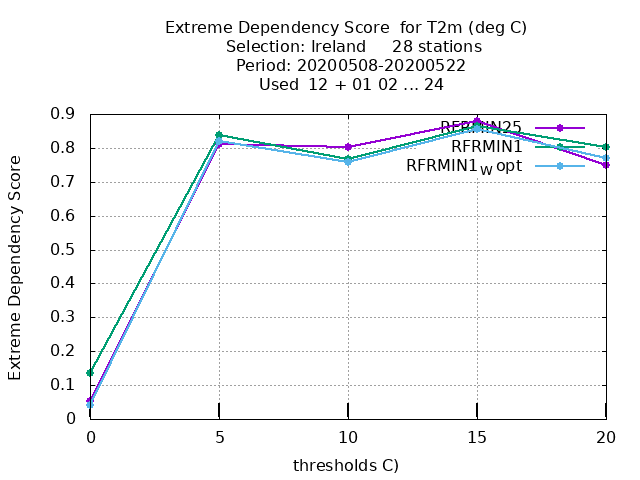 Extreme Dependency Score for T2m (deg C)
Selection: Ireland 28 stations
Period: 20200508-20200522
Used 12 + 01 02 ... 24
Extreme Dependency Score
0.9
0.8
0.7
0.6
0.5
0.4
0.3
0.2
0.1
0
RFRMIN25
RFRMIN1
RFRMIN1w opt
0 5 10 15 20
thresholds C)